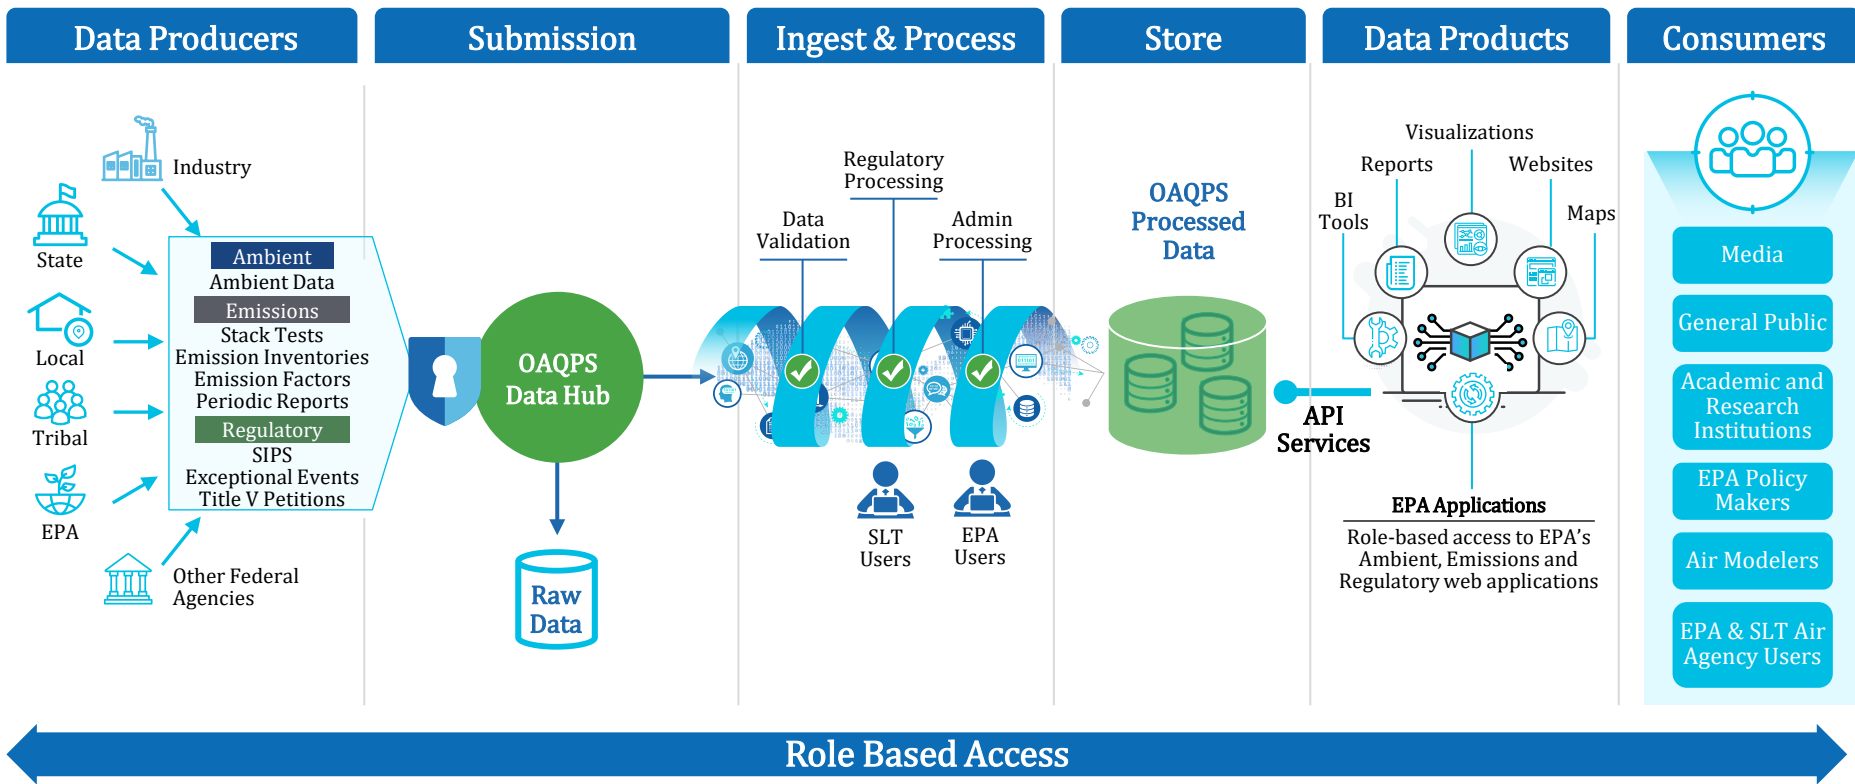 Data Producers
Submission
Ingest & Process
Store
Data Products
Consumers
Industry
State
Local
Tribal
EPA
Other Federal
Agencies
Ambient
Ambient Data
Emissions
Stack Tests
Emission Inventories
Emission Factors
Periodic Reports
Regulatory
SIPS
Exceptional Events
Title V Petitions
OAQPS
Data Hub
Raw
Data
Data
Validation
Regulatory
Processing
Admin
Processing
SLT
Users
EPA
Users
OAQPS
Processed
Data
API
Services
BI
Tools
Reports
Visualizations
Websites
Maps
EPA Applications
Role-based access to EPA’s
Ambient, Emissions and
Regulatory web applications
Media
General Public
Academic and
Research
Institutions
EPA Policy
Makers
Air Modelers
EPA & SLT Air
Agency Users
Role Based Access